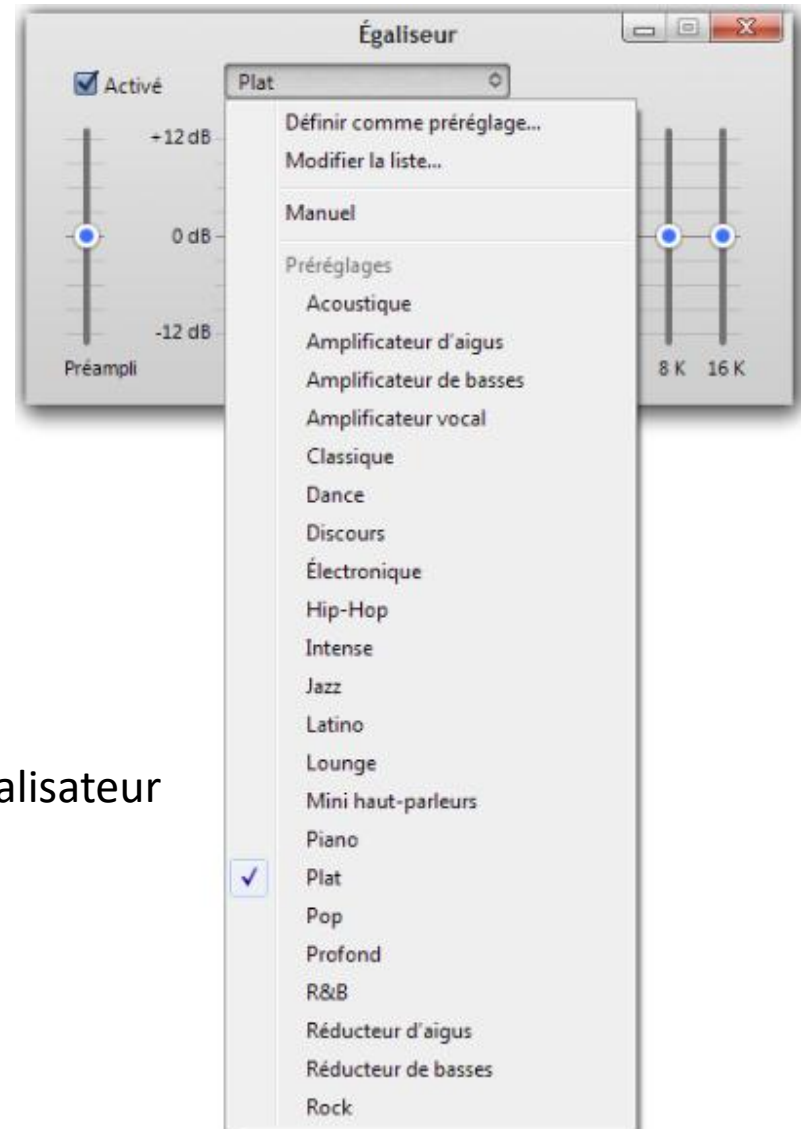 Égaliseur
Activé
Plat
+12 dB
0 dB
-12 dB
Préampli
8 K 16 K
Définir comme préréglage...
Modifier la liste...
Manuel
Préréglages
Acoustique
Amplificateur d'aigus
Amplificateur de basses
Amplificateur vocal
Classique
Dance
Discours
Électronique
Hip-Hop
Intense
Jazz
Latino
Lounge
alisateur
Mini haut-parleurs
Piano
Plat
Pop
Profond
R&B
Réducteur d'aigus
Réducteur de basses
Rock